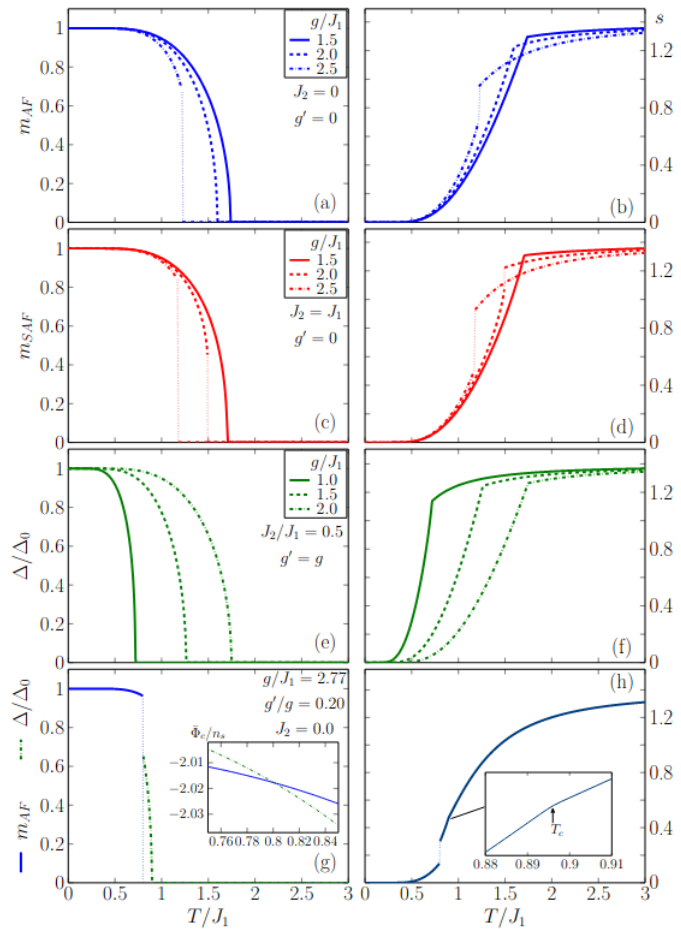 m_AF
1
0.8
0.6
0.4
0.2
0
g/J_1
1.5
2.0
2.5
J_2 = 0
g′ = 0
(a)
s
1.2
0.8
0.4
0
(b)
m_SAF
1
0.8
0.6
0.4
0.2
0
g/J_1
1.5
2.0
2.5
J_2 = J_1
g′ = 0
(c)
1.2
0.8
0.4
0
(d)
Δ/Δ_0
1
0.8
0.6
0.4
0.2
0
g/J_1
1.0
1.5
2.0
J_2/J_1 = 0.5
g′ = g
(e)
1.2
0.8
0.4
0
(f)
m_AF Δ/Δ_0
1
0.8
0.6
0.4
0.2
0
g/J_1 = 2.77
g′/g = 0.20
J_2 = 0.0
Φ̃_c/n_s
−2.01
−2.02
−2.03
0.76 0.78 0.8 0.82 0.84
(g)
0 0.5 1 1.5 2 2.5 3
T/J_1
(h)
1.2
0.8
0.4
0
T_c
0.88 0.89 0.9 0.91
0 0.5 1 1.5 2 2.5 3
T/J_1